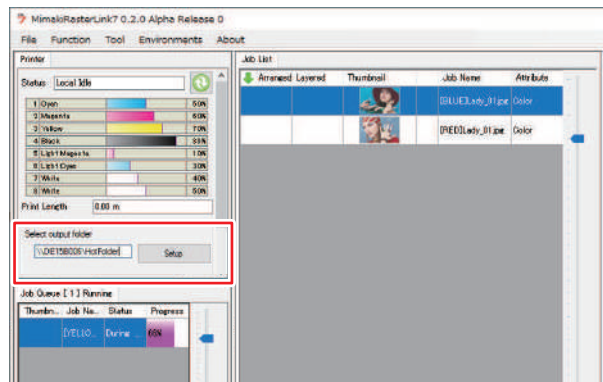 MimakiRasterLink7 0.2.0 Alpha Release 0
File Function Tool Environments About
Printer
Status Local Idle
1 Cyan 50%
2 Magenta 60%
3 Yellow 70%
4 Black 83%
5 Light Magenta 10%
6 Light Cyan 30%
7 White 40%
8 White 50%
Print Length 0.00 m
Select output folder
Setup
Job Queue [ 1 ] Running
Thumbn... Job Na... Status Progress
[YELLO... During ...
Job List
Arranged Layered Thumbnail Job Name Attribute
[BLUE]Lady_01.jpg Color
[RED]Lady_01.jpg Color